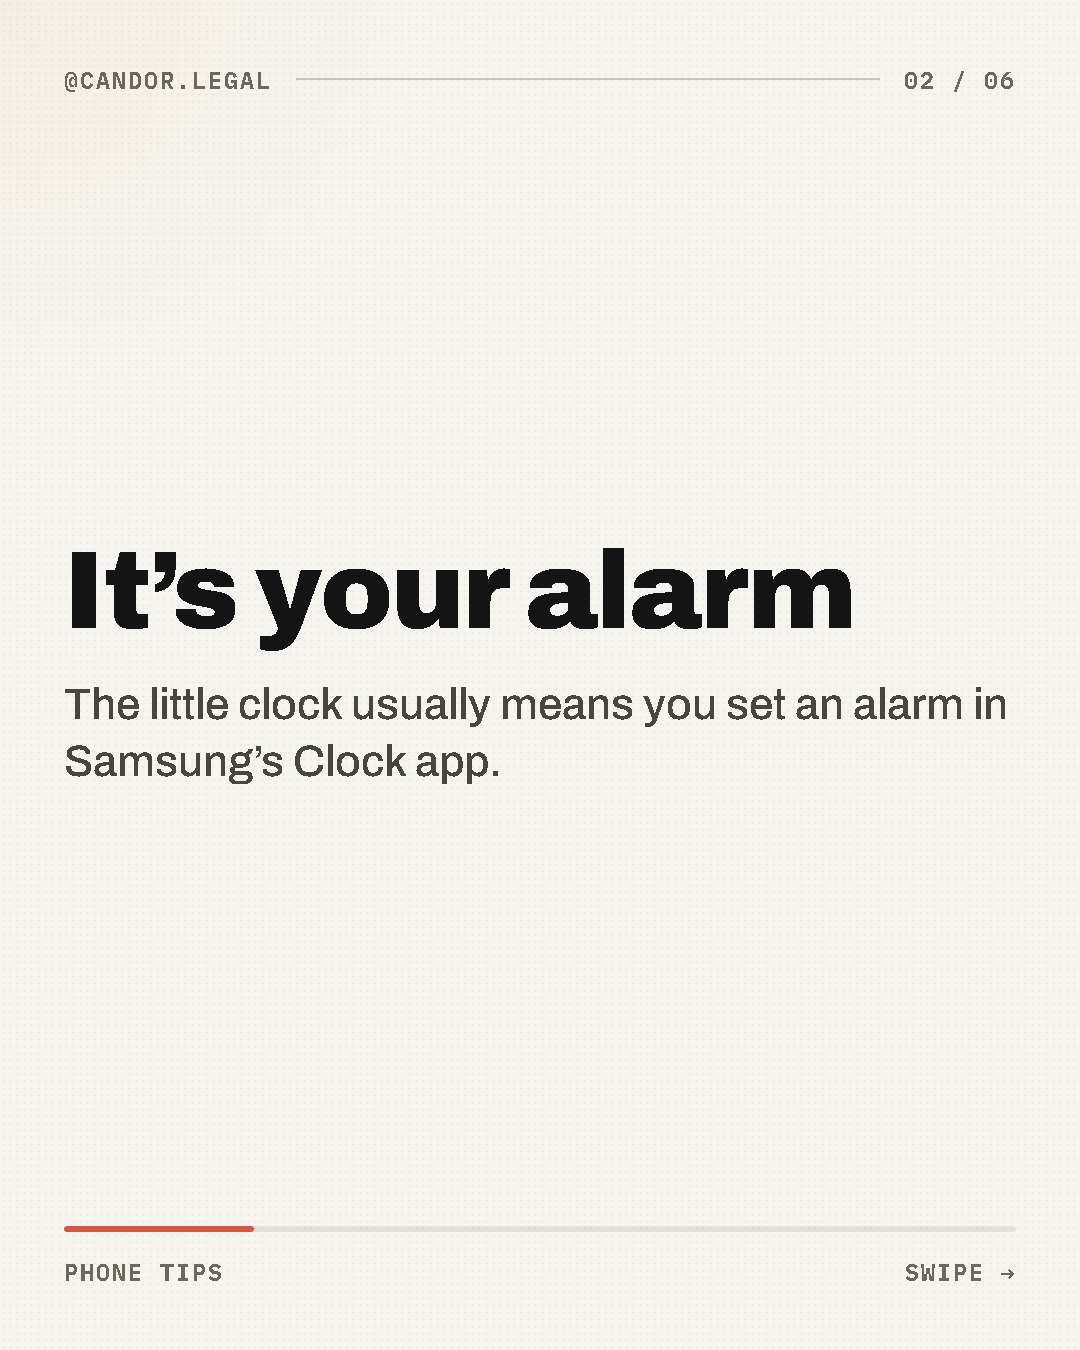 @CANDOR.LEGAL
02 / 06
It’s your alarm
The little clock usually means you set an alarm in
Samsung’s Clock app.
PHONE TIPS
SWIPE →